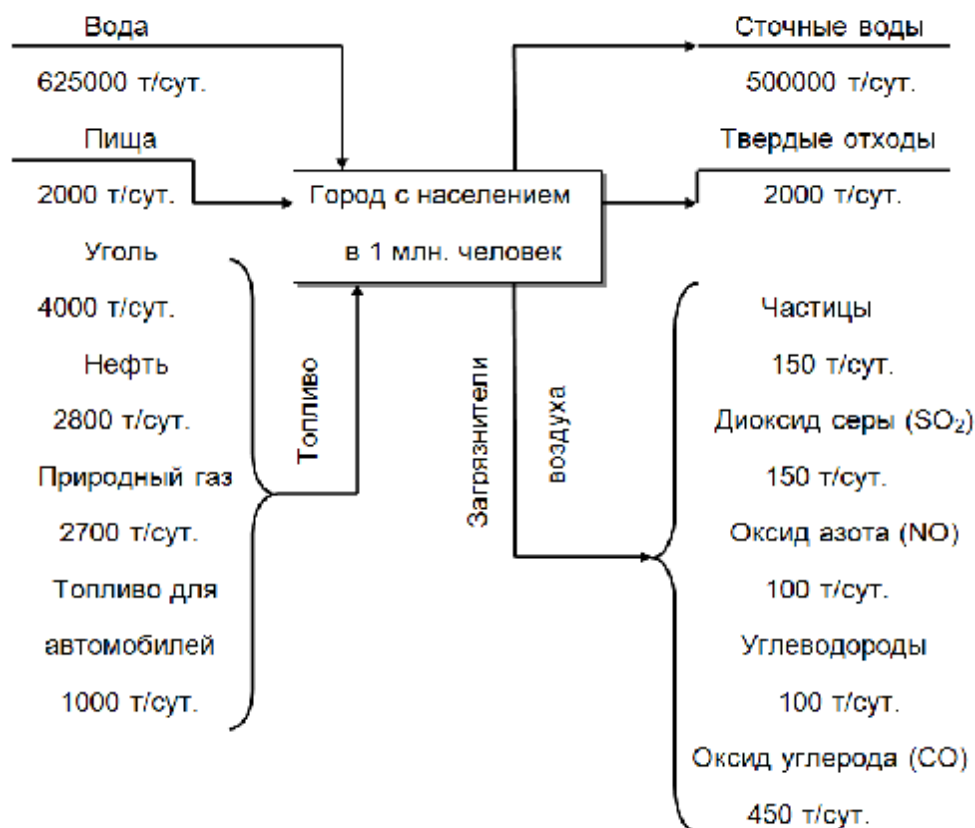 Вода
625000 т/сут.
Пища
2000 т/сут.
Уголь
4000 т/сут.
Нефть
2800 т/сут.
Природный газ
2700 т/сут.
Топливо для
автомобилей
1000 т/сут.
Топливо
Город с населением
в 1 млн. человек
Загрязнители
воздуха
Сточные воды
500000 т/сут.
Твердые отходы
2000 т/сут.
Частицы
150 т/сут.
Диоксид серы (SO₂)
150 т/сут.
Оксид азота (NO)
100 т/сут.
Углеводороды
100 т/сут.
Оксид углерода (CO)
450 т/сут.